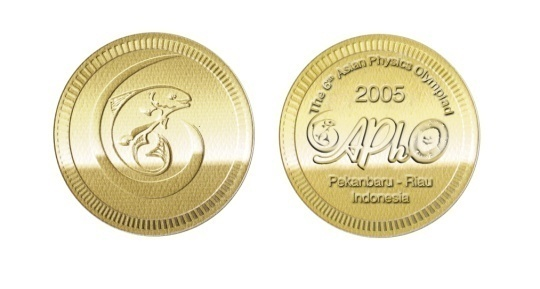 The 6th Asian Physics Olympiad
2005
APhO
Pekanbaru - Riau
Indonesia